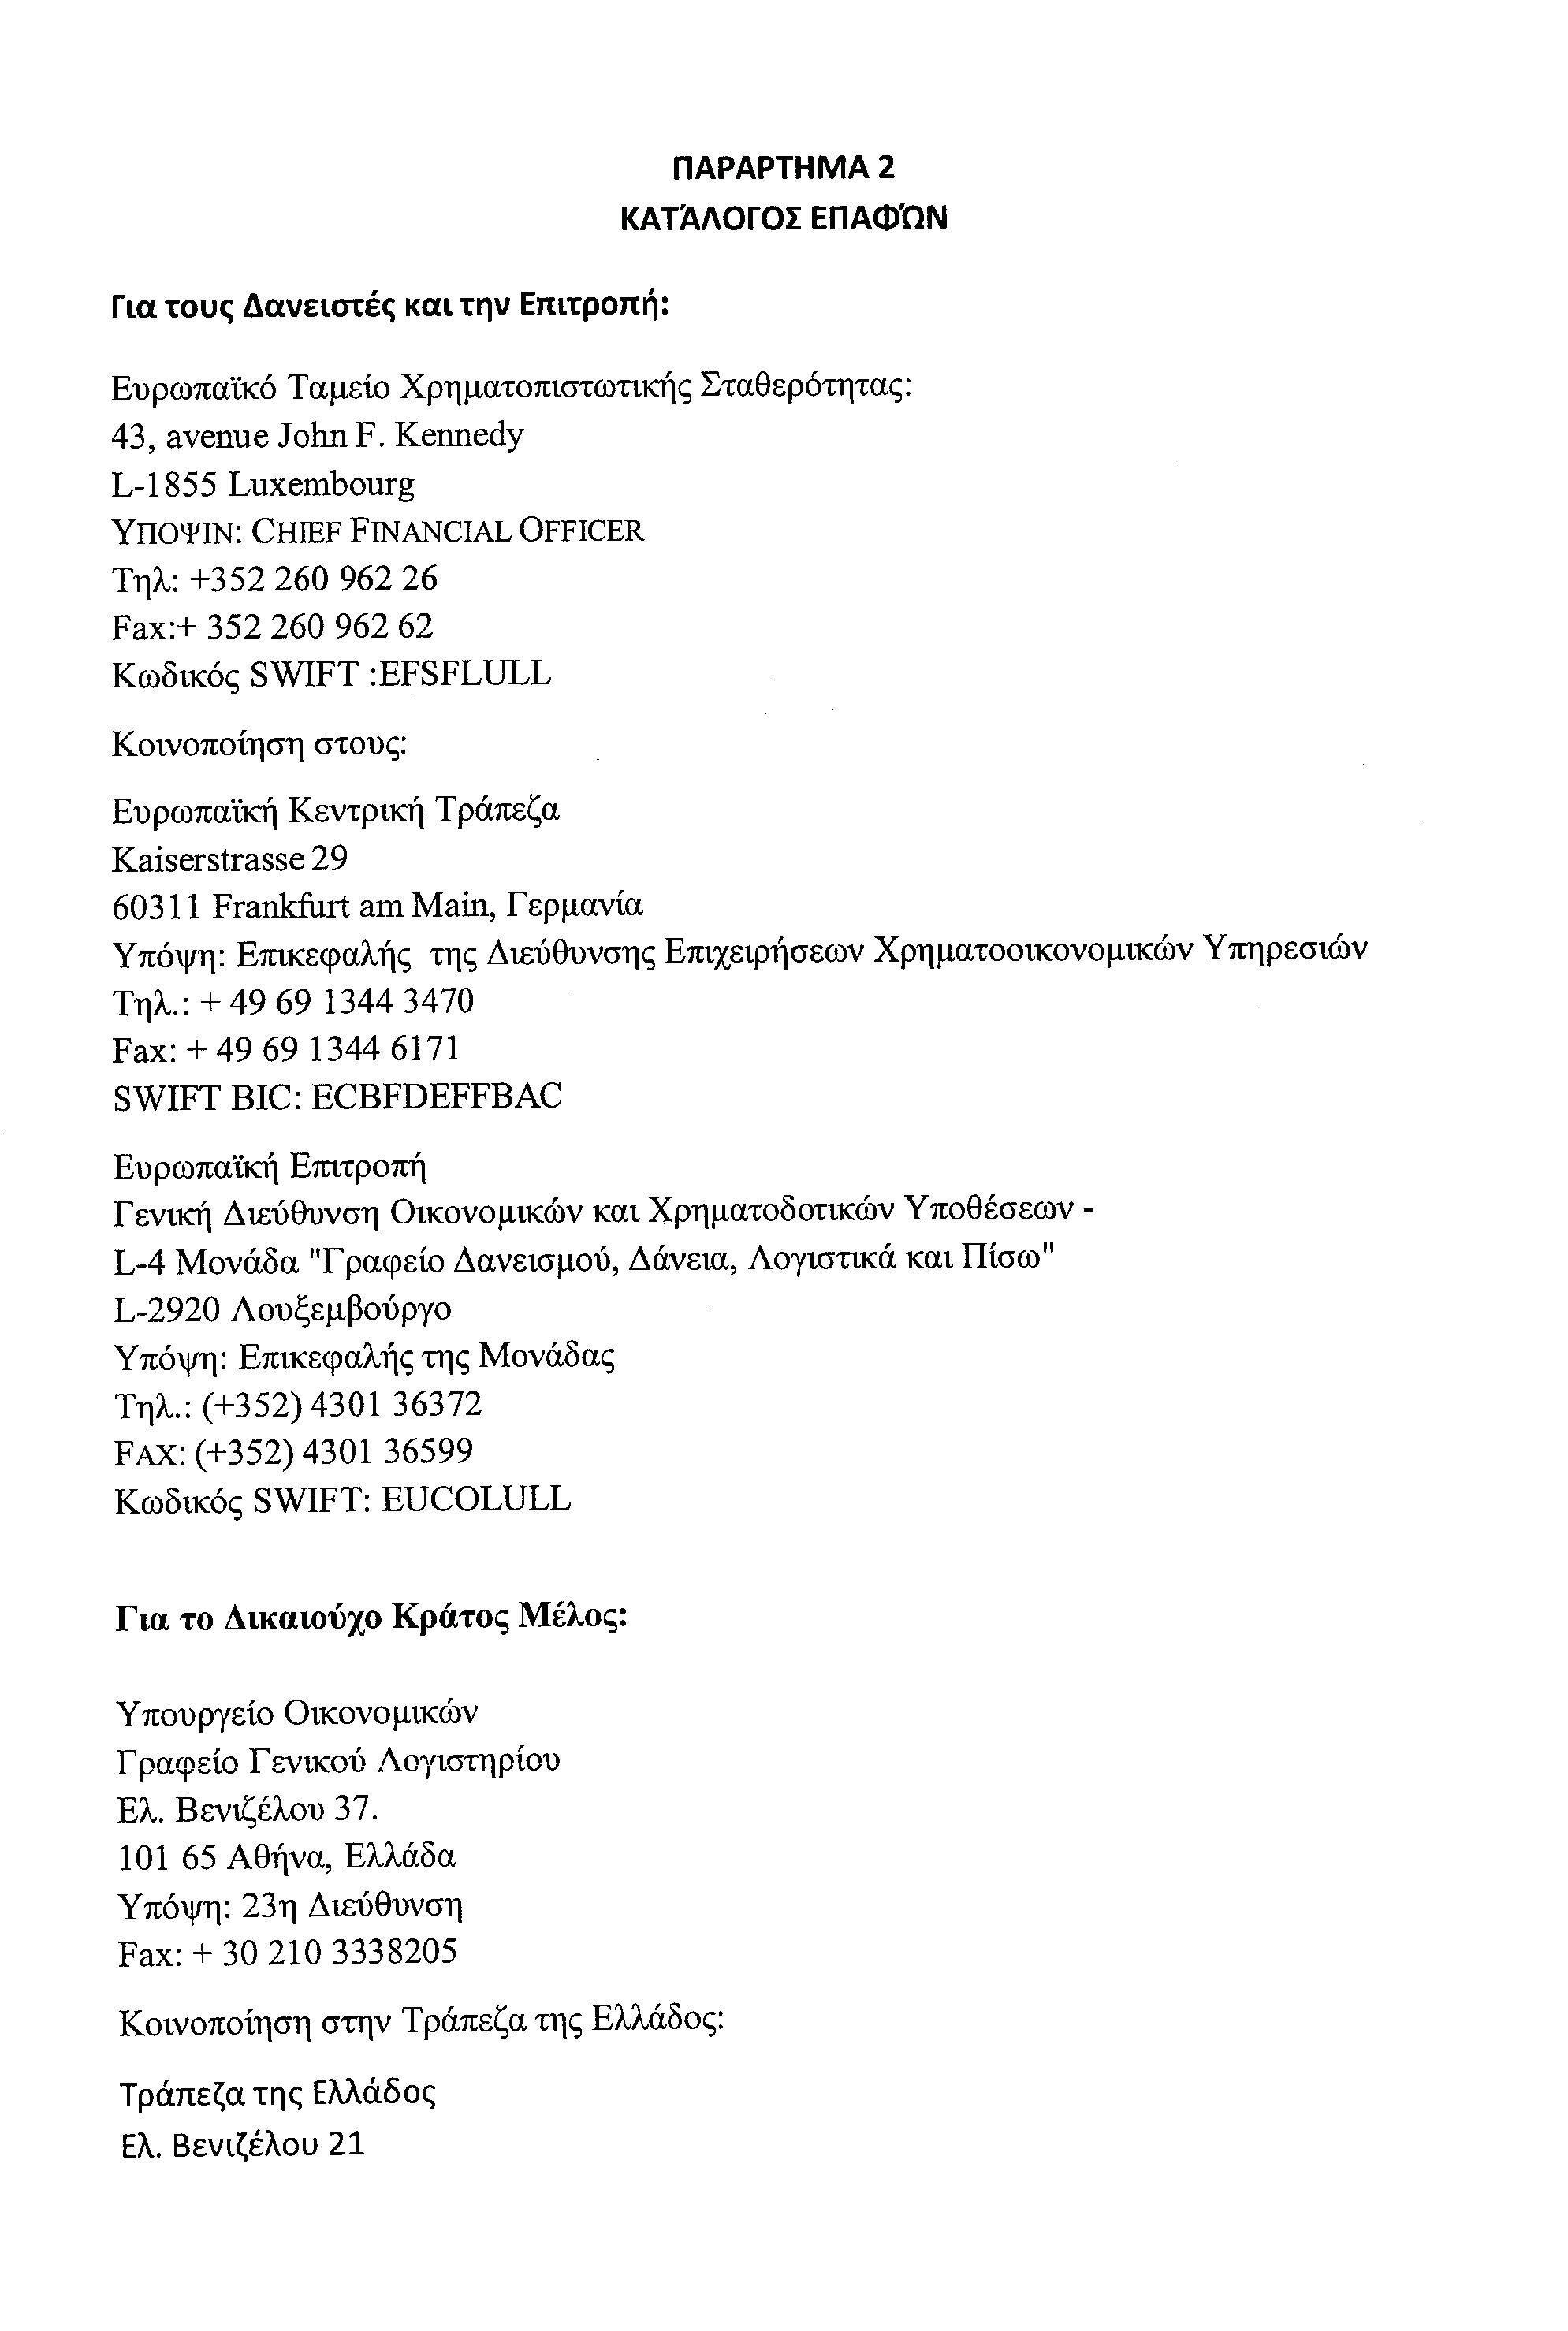 ΠΑΡΑΡΤΗΜΑ 2
ΚΑΤΆΛΟΓΟΣ ΕΠΑΦΏΝ
Για τους Δανειστές και την Επιτροπή:
Ευρωπαϊκό Ταμείο Χρηματοπιστωτικής Σταθερότητας:
43, avenue John F. Kennedy
L-1855 Luxembourg
ΥΠΟΨΙΝ: CHIEF FINANCIAL OFFICER
Τηλ: +352 260 962 26
Fax:+ 352 260 962 62
Κωδικός SWIFT :EFSFLULL
Κοινοποίηση στους:
Ευρωπαϊκή Κεντρική Τράπεζα
Kaiserstrasse 29
60311 Frankfurt am Main, Γερμανία
Υπόψη: Επικεφαλής της Διεύθυνσης Επιχειρήσεων Χρηματοοικονομικών Υπηρεσιών
Τηλ.: + 49 69 1344 3470
Fax: + 49 69 1344 6171
SWIFT BIC: ECBFDEFFBAC
Ευρωπαϊκή Επιτροπή
Γενική Διεύθυνση Οικονομικών και Χρηματοδοτικών Υποθέσεων -
L-4 Μονάδα "Γραφείο Δανεισμού, Δάνεια, Λογιστικά και Πίσω"
L-2920 Λουξεμβούργο
Υπόψη: Επικεφαλής της Μονάδας
Τηλ.: (+352) 4301 36372
FAX: (+352) 4301 36599
Κωδικός SWIFT: EUCOLULL
Για το Δικαιούχο Κράτος Μέλος:
Υπουργείο Οικονομικών
Γραφείο Γενικού Λογιστηρίου
Ελ. Βενιζέλου 37.
101 65 Αθήνα, Ελλάδα
Υπόψη: 23η Διεύθυνση
Fax: + 30 210 3338205
Κοινοποίηση στην Τράπεζα της Ελλάδος:
Τράπεζα της Ελλάδος
Ελ. Βενιζέλου 21